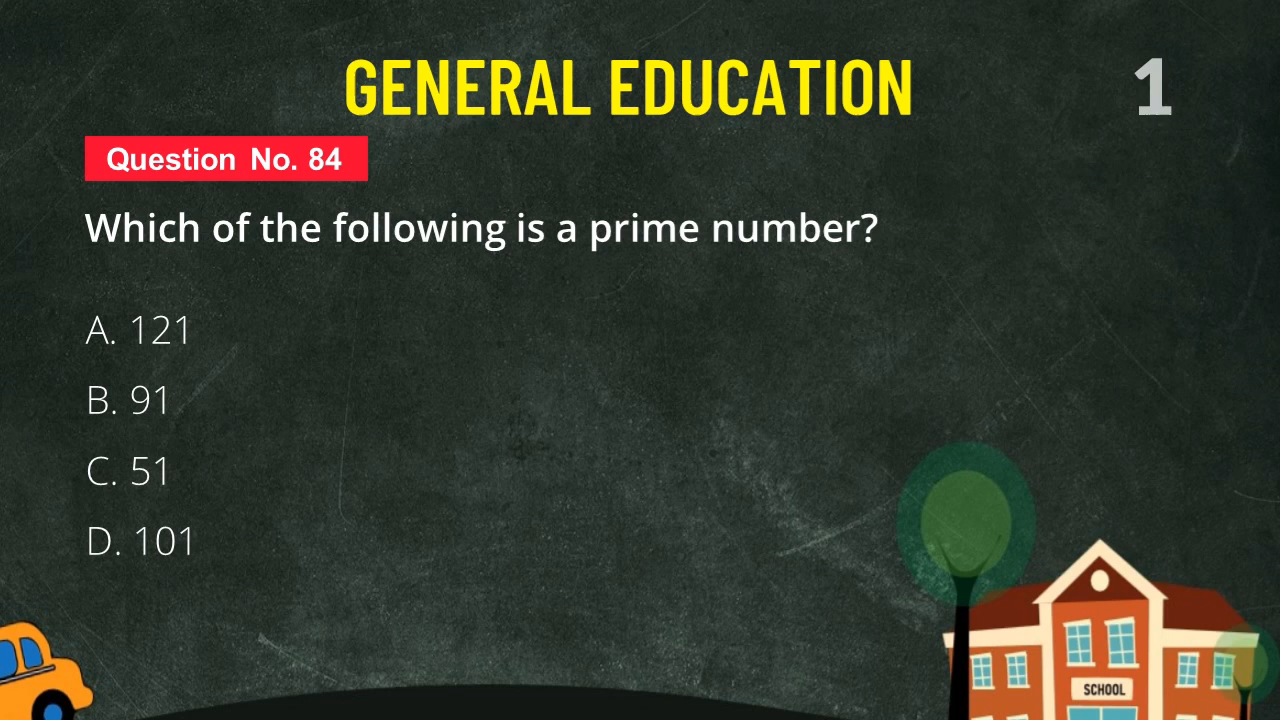 GENERAL EDUCATION
1
Question No. 84
Which of the following is a prime number?
A. 121
B. 91
C. 51
D. 101
SCHOOL